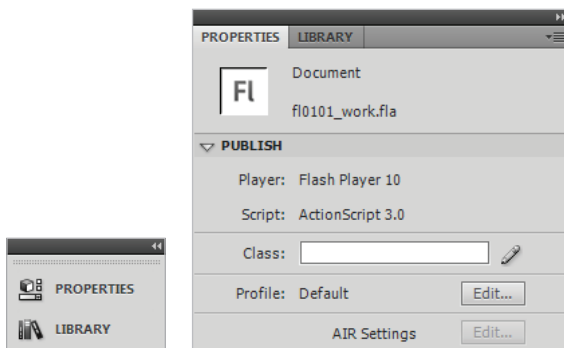 PROPERTIES LIBRARY
Fl Document
fl0101_work.fla
PUBLISH
Player: Flash Player 10
Script: ActionScript 3.0
Class:
Profile: Default Edit...
AIR Settings Edit...
PROPERTIES
LIBRARY